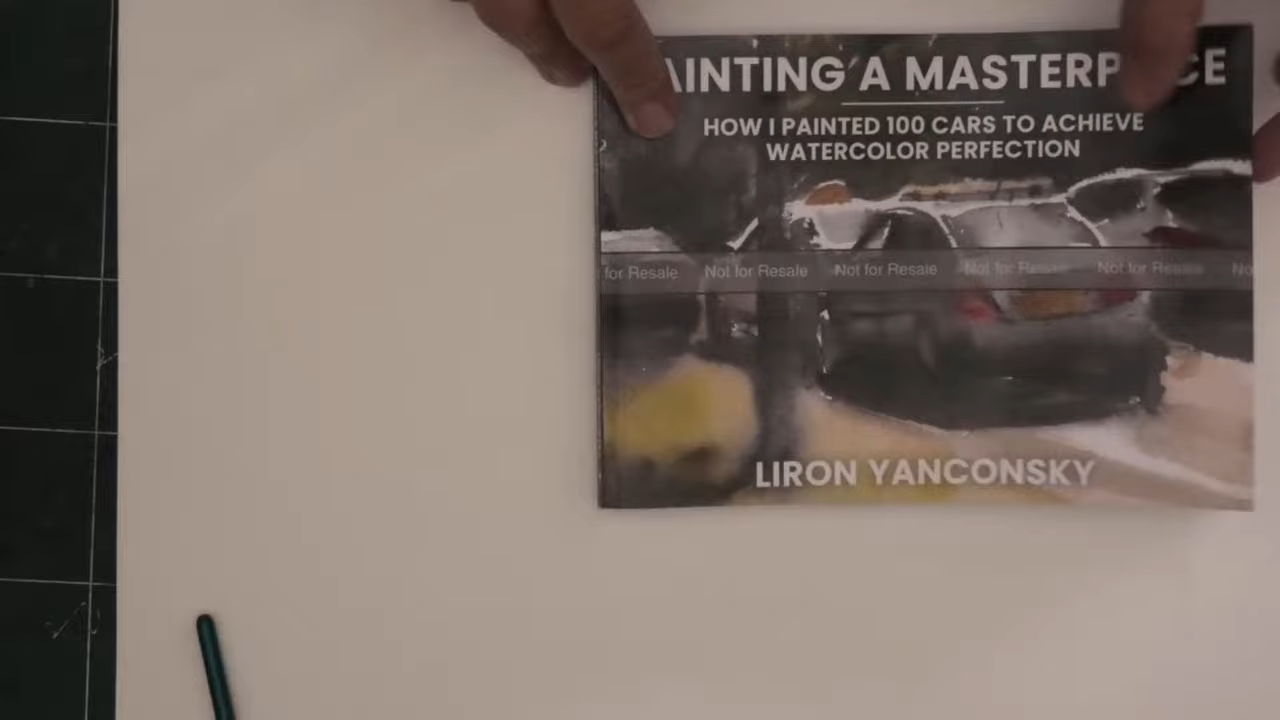 AINTING A MASTERP CE
HOW I PAINTED 100 CARS TO ACHIEVE
WATERCOLOR PERFECTION
for Resale Not for Resale Not for Resale Not for Resale Not for Resale No
LIRON YANCONSKY